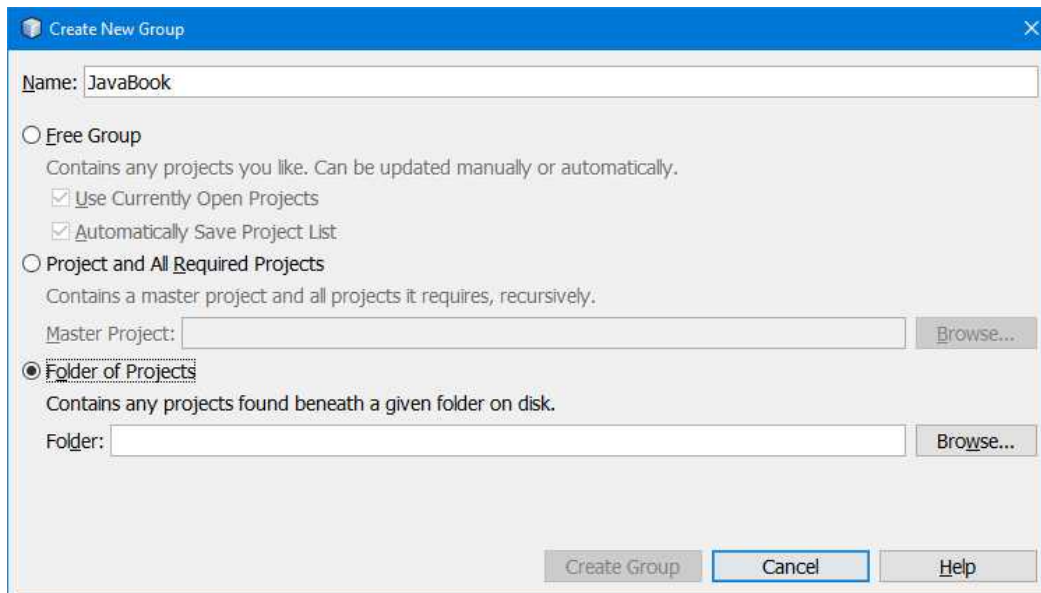 Create New Group
Name: JavaBook
Free Group
Contains any projects you like. Can be updated manually or automatically.
Use Currently Open Projects
Automatically Save Project List
Project and All Required Projects
Contains a master project and all projects it requires, recursively.
Master Project: Browse...
Folder of Projects
Contains any projects found beneath a given folder on disk.
Folder: Browse...
Create Group Cancel Help